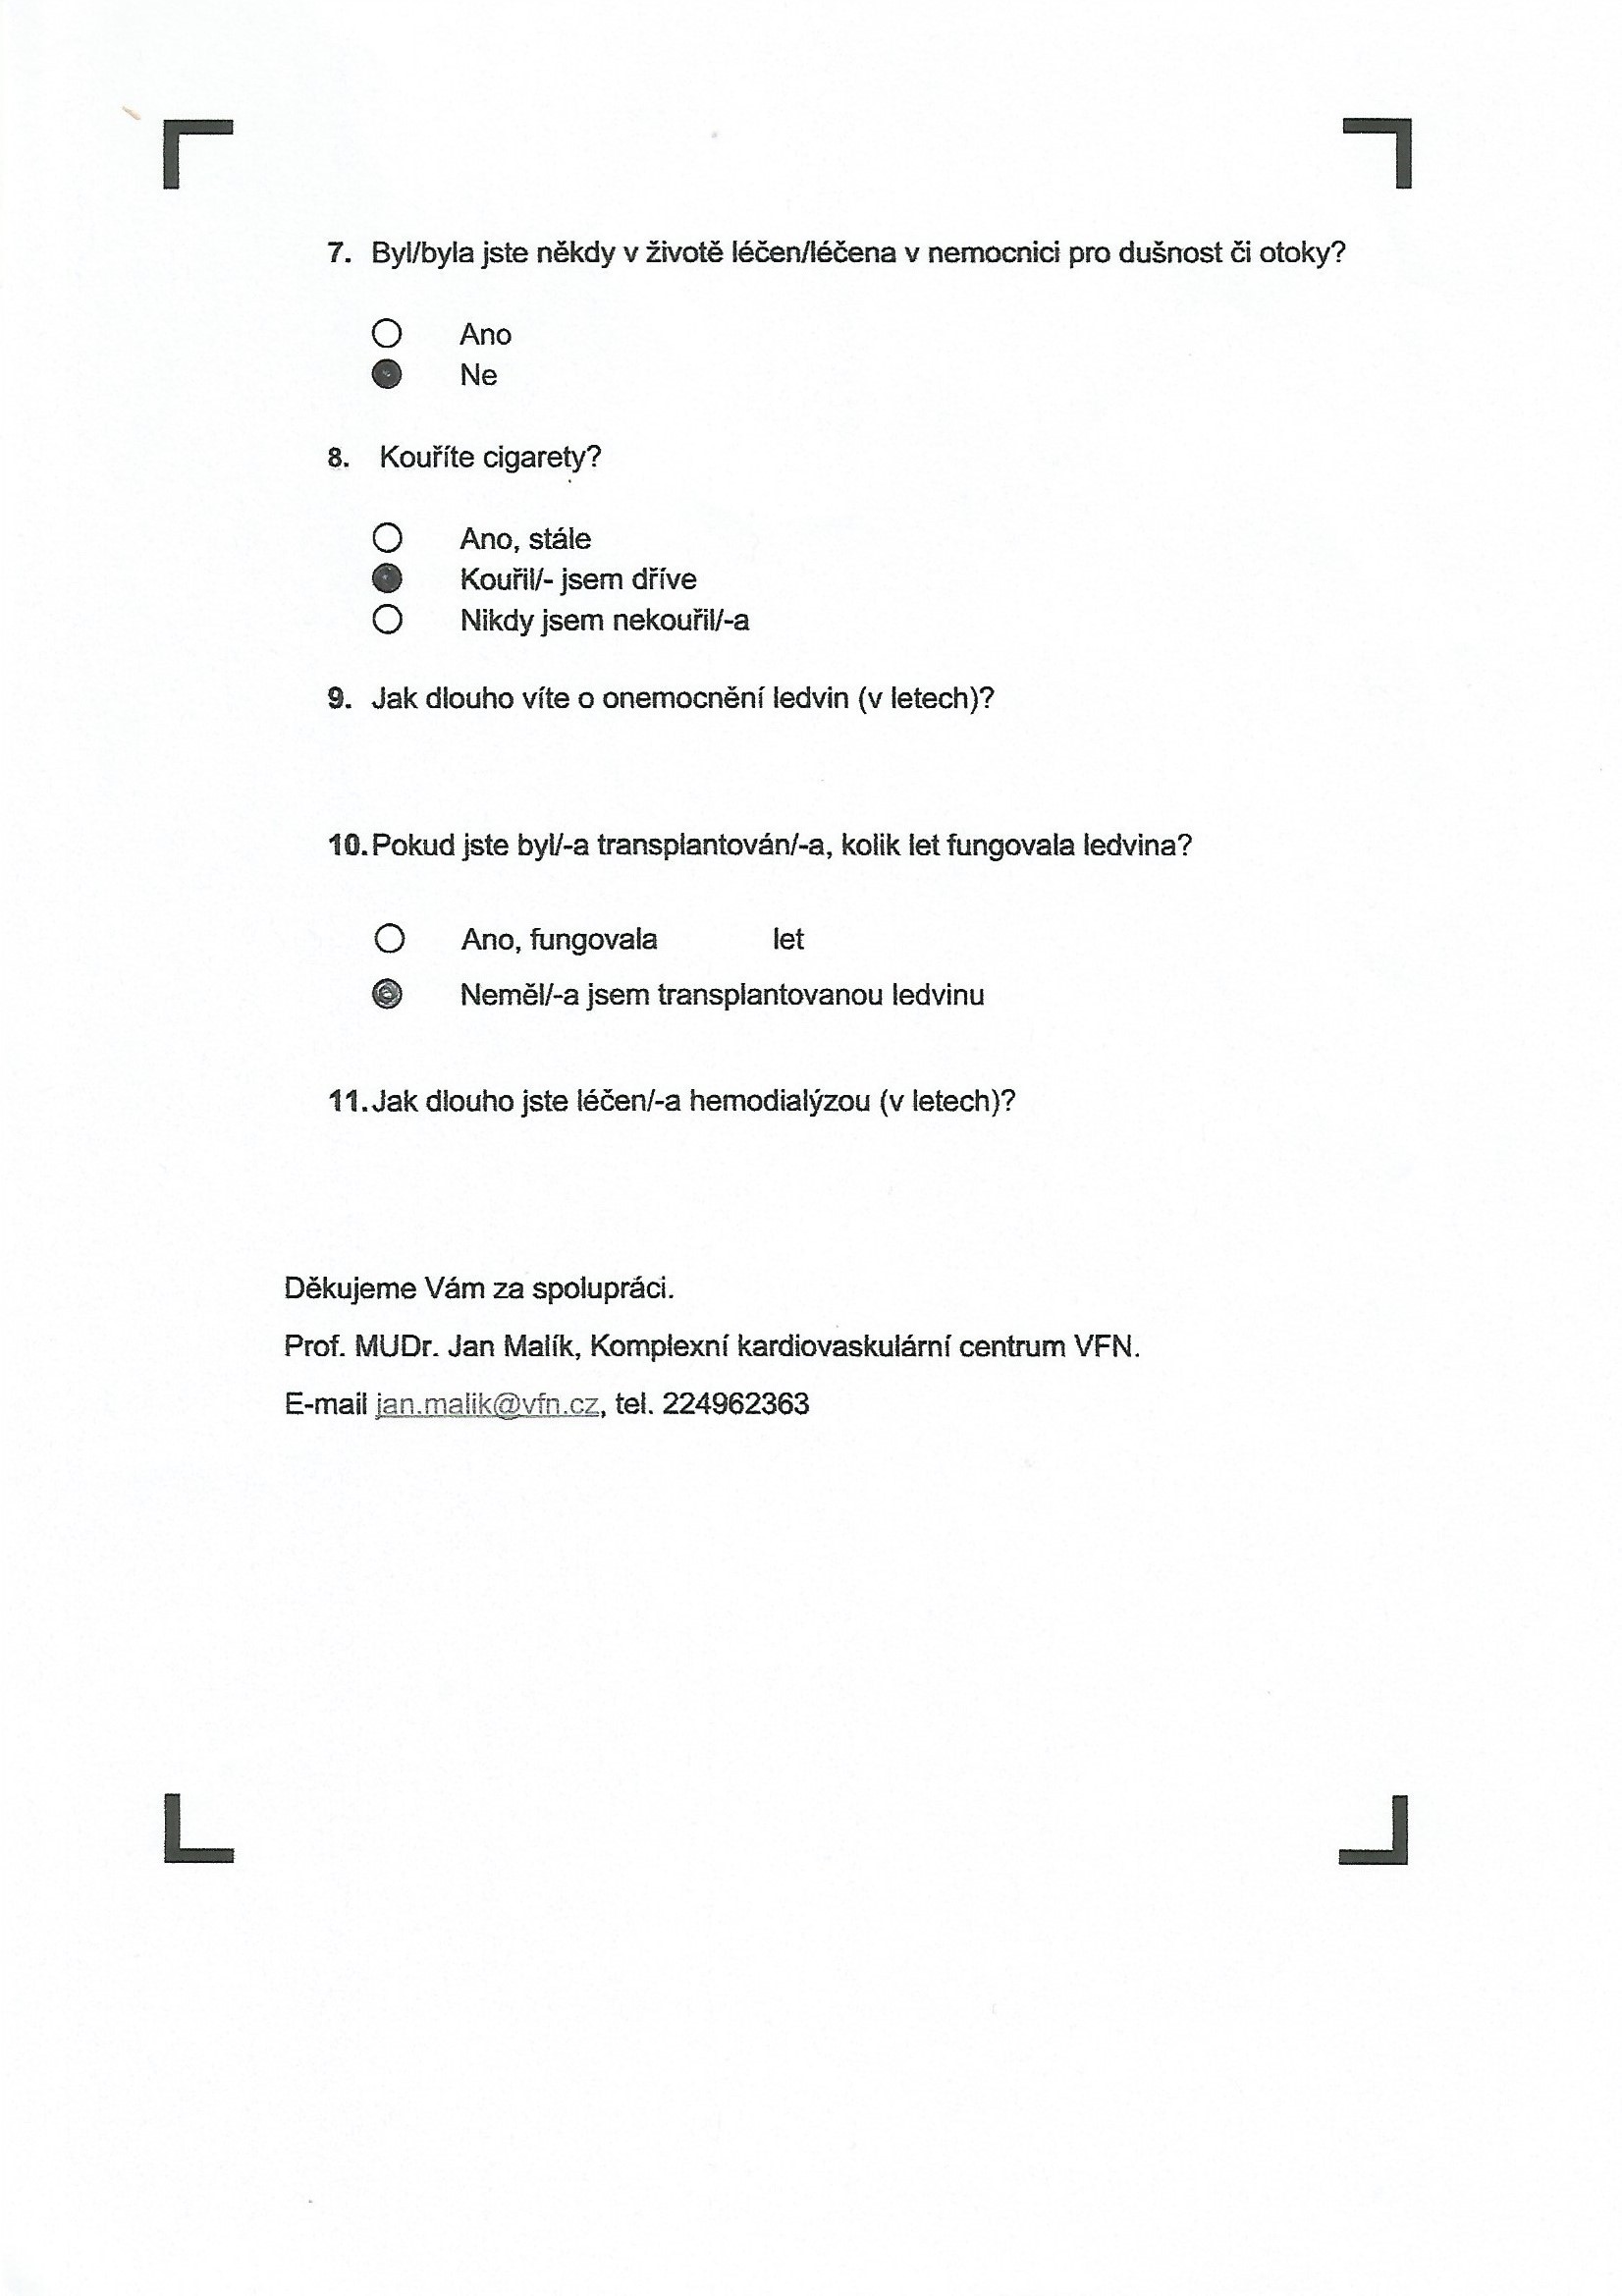 7. Byl/byla jste někdy v životě léčen/léčena v nemocnici pro dušnost či otoky?
Ano
Ne
8. Kouříte cigarety?
Ano, stále
Kouřil/- jsem dříve
Nikdy jsem nekouřil/-a
9. Jak dlouho víte o onemocnění ledvin (v letech)?
10. Pokud jste byl/-a transplantován/-a, kolik let fungovala ledvina?
Ano, fungovala let
Neměl/-a jsem transplantovanou ledvinu
11. Jak dlouho jste léčen/-a hemodialýzou (v letech)?
Děkujeme Vám za spolupráci.
Prof. MUDr. Jan Malík, Komplexní kardiovaskulární centrum VFN.
E-mail jan.malik@vfn.cz, tel. 224962363